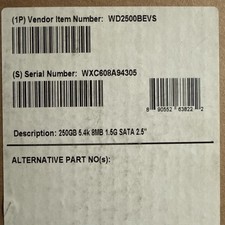 (1P) Vendor Item Number: WD2500BEVS
(S) Serial Number: WXC608A94305
8 90552 63822 2
Description: 250GB 5.4k 8MB 1.5G SATA 2.5"
ALTERNATIVE PART NO(s):